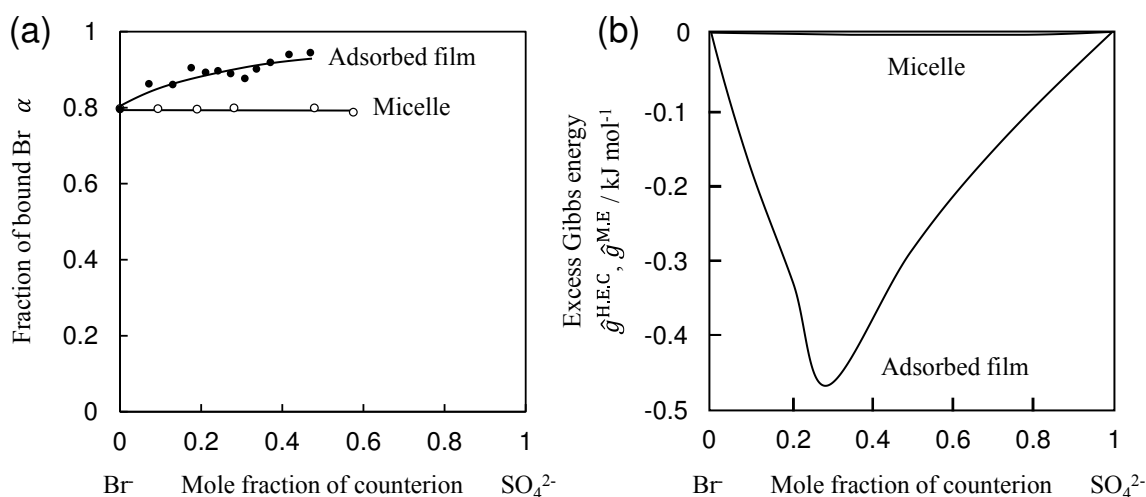 (a)
Fraction of bound Br α
1
0.8
0.6
0.4
0.2
0
Adsorbed film
Micelle
0 0.2 0.4 0.6 0.8 1
Br⁻ Mole fraction of counterion SO₄²⁻
(b)
Excess Gibbs energy
ĝᴴ·ᴱ·ᶜ, ĝᴹ·ᴱ / kJ mol⁻¹
0
-0.1
-0.2
-0.3
-0.4
-0.5
Micelle
Adsorbed film
0 0.2 0.4 0.6 0.8 1
Br⁻ Mole fraction of counterion SO₄²⁻